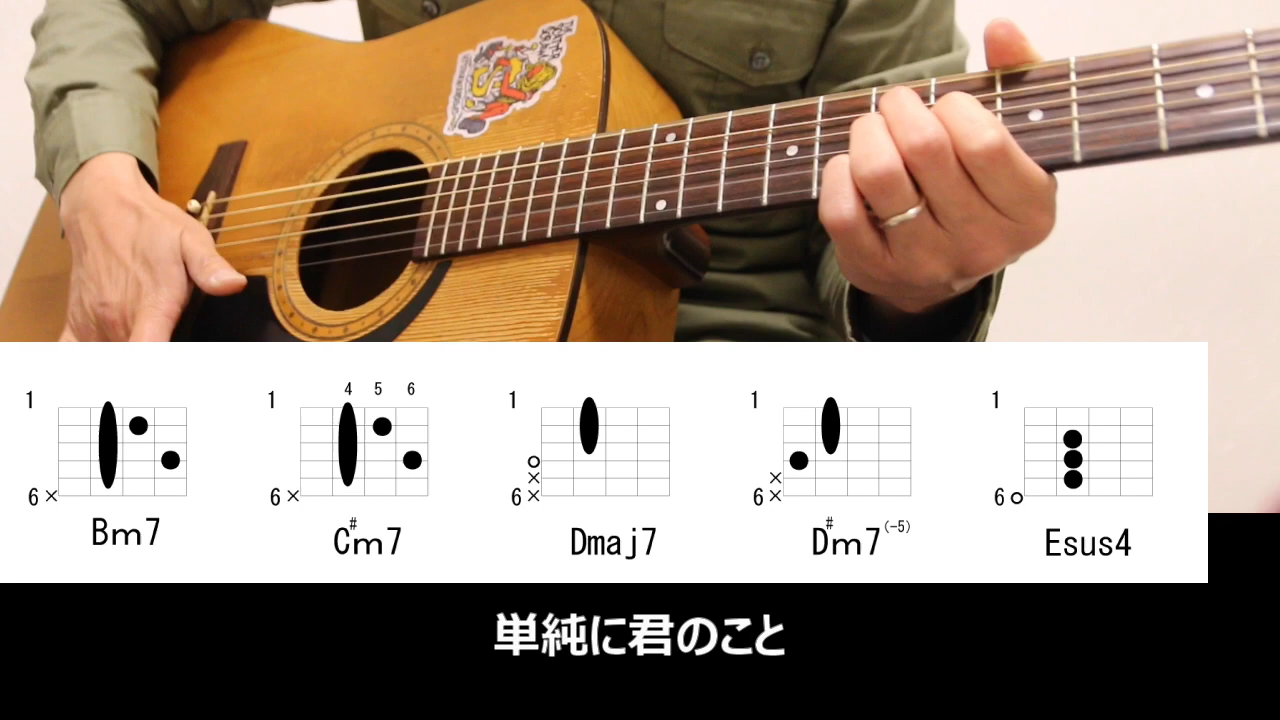 1 1 4 5 6 1 1 1
6 × 6 × × 6 × × 6 × 6
Bm7 C#m7 Dmaj7 D#m7(-5) Esus4
単純に君のこと